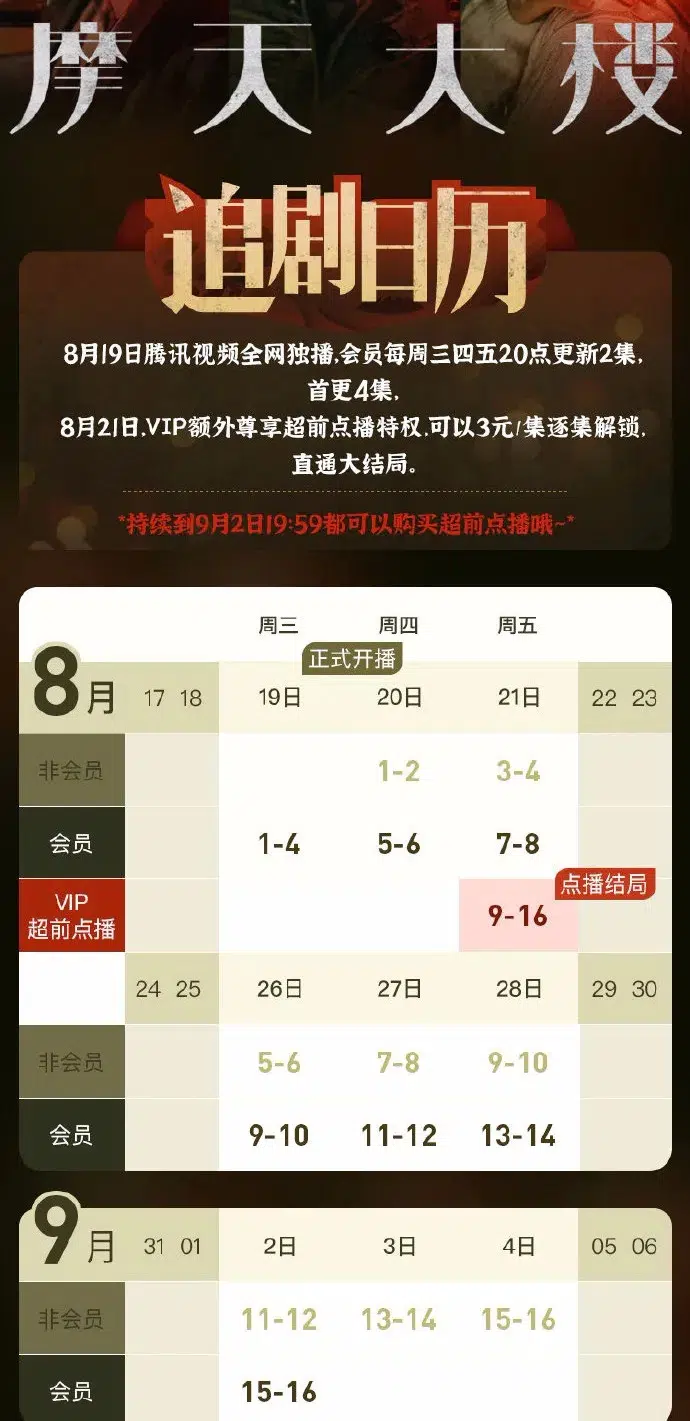 摩天大楼
追剧日历
8月19日腾讯视频全网独播,会员每周三四五20点更新2集,
首更4集,
8月21日,VIP额外尊享超前点播特权,可以3元/集逐集解锁,
直通大结局。
*持续到9月2日19:59都可以购买超前点播哦~*
周三 周四 周五
正式开播
8月 17 18 19日 20日 21日 22 23
非会员 1-2 3-4
会员 1-4 5-6 7-8
点播结局
VIP
超前点播 9-16
24 25 26日 27日 28日 29 30
非会员 5-6 7-8 9-10
会员 9-10 11-12 13-14
9月 31 01 2日 3日 4日 05 06
非会员 11-12 13-14 15-16
会员 15-16